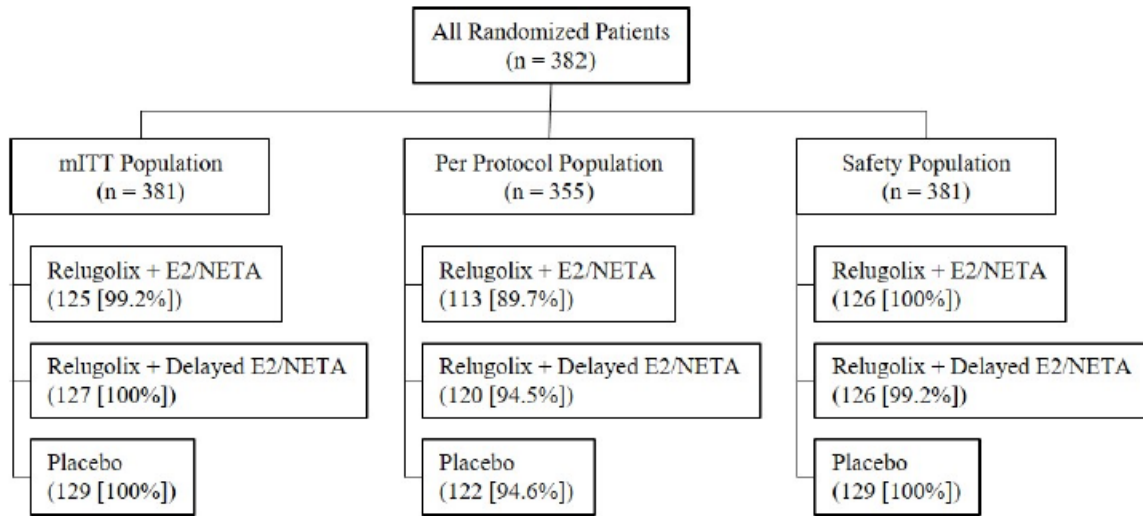 All Randomized Patients
(n = 382)
mITT Population
(n = 381)
Relugolix + E2/NETA
(125 [99.2%])
Relugolix + Delayed E2/NETA
(127 [100%])
Placebo
(129 [100%])
Per Protocol Population
(n = 355)
Relugolix + E2/NETA
(113 [89.7%])
Relugolix + Delayed E2/NETA
(120 [94.5%])
Placebo
(122 [94.6%])
Safety Population
(n = 381)
Relugolix + E2/NETA
(126 [100%])
Relugolix + Delayed E2/NETA
(126 [99.2%])
Placebo
(129 [100%])